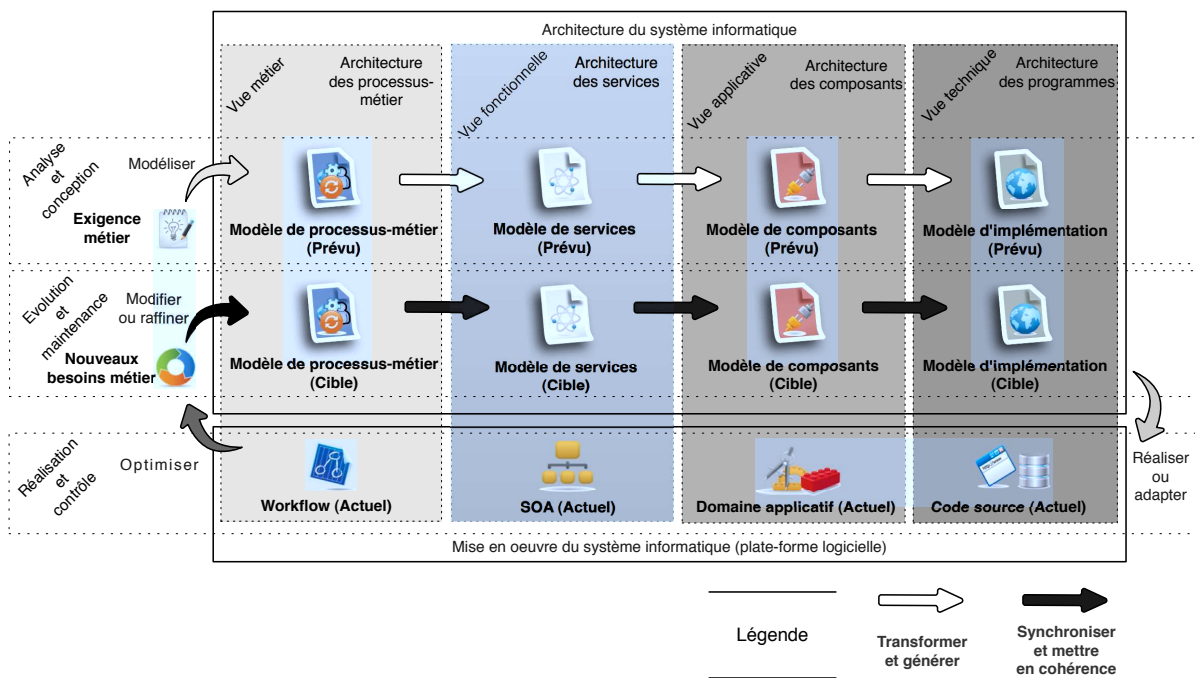 Architecture du système informatique
Vue métier
Architecture
des processus-
métier
Vue fonctionnelle
Architecture
des services
Vue applicative
Architecture
des composants
Vue technique
Architecture
des programmes
Analyse
et
conception
Modéliser
Exigence
métier
Modèle de processus-métier
(Prévu)
Modèle de services
(Prévu)
Modèle de composants
(Prévu)
Modèle d'implémentation
(Prévu)
Evolution
et
maintenance
Modifier
ou raffiner
Nouveaux
besoins métier
Modèle de processus-métier
(Cible)
Modèle de services
(Cible)
Modèle de composants
(Cible)
Modèle d'implémentation
(Cible)
Réalisation
et
contrôle
Optimiser
Workflow (Actuel)
SOA (Actuel)
Domaine applicatif (Actuel)
Code source (Actuel)
Réaliser
ou
adapter
Mise en oeuvre du système informatique (plate-forme logicielle)
Légende
Transformer
et générer
Synchroniser
et mettre
en cohérence